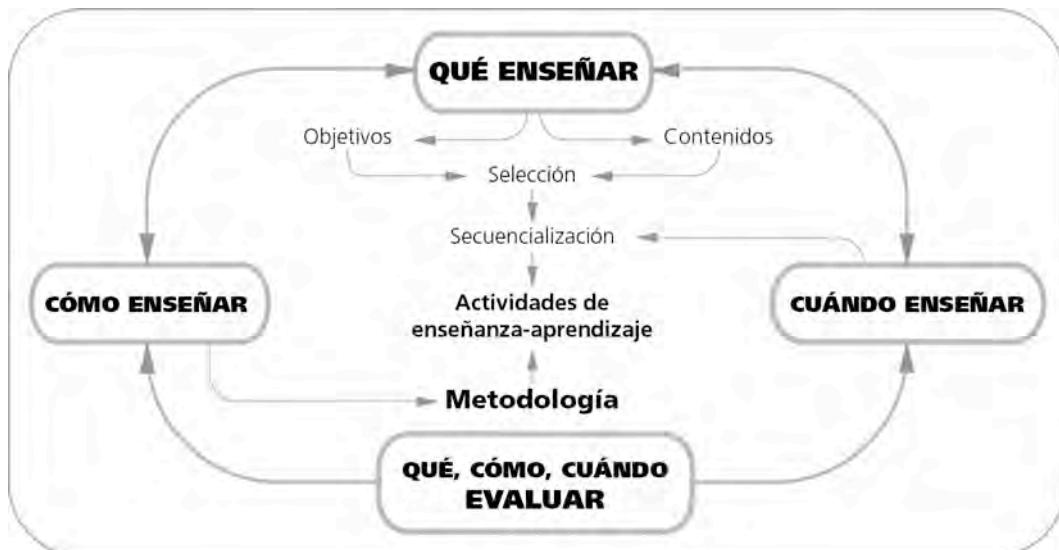 QUÉ ENSEÑAR
Objetivos
Contenidos
Selección
Secuencialización
CÓMO ENSEÑAR
Actividades de
enseñanza-aprendizaje
CUÁNDO ENSEÑAR
Metodología
QUÉ, CÓMO, CUÁNDO
EVALUAR